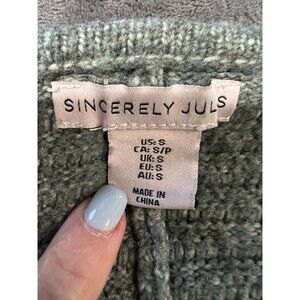 SINCERELY JULS
US: S
CA: S/P
UK: S
EU: S
AU: S
MADE IN
CHINA